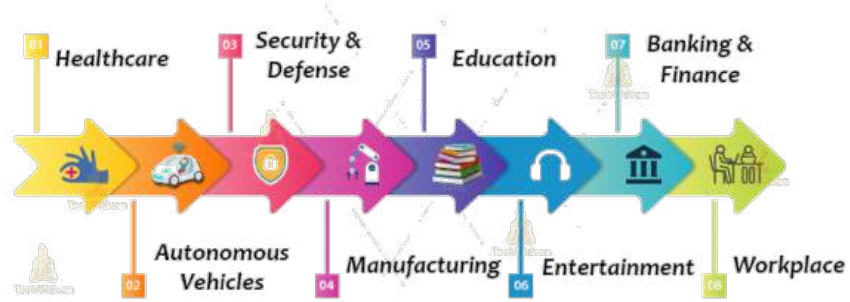 01
Healthcare
03
Security &
Defense
05
Education
07
Banking &
Finance
02
Autonomous
Vehicles
04
Manufacturing
06
Entertainment
08
Workplace